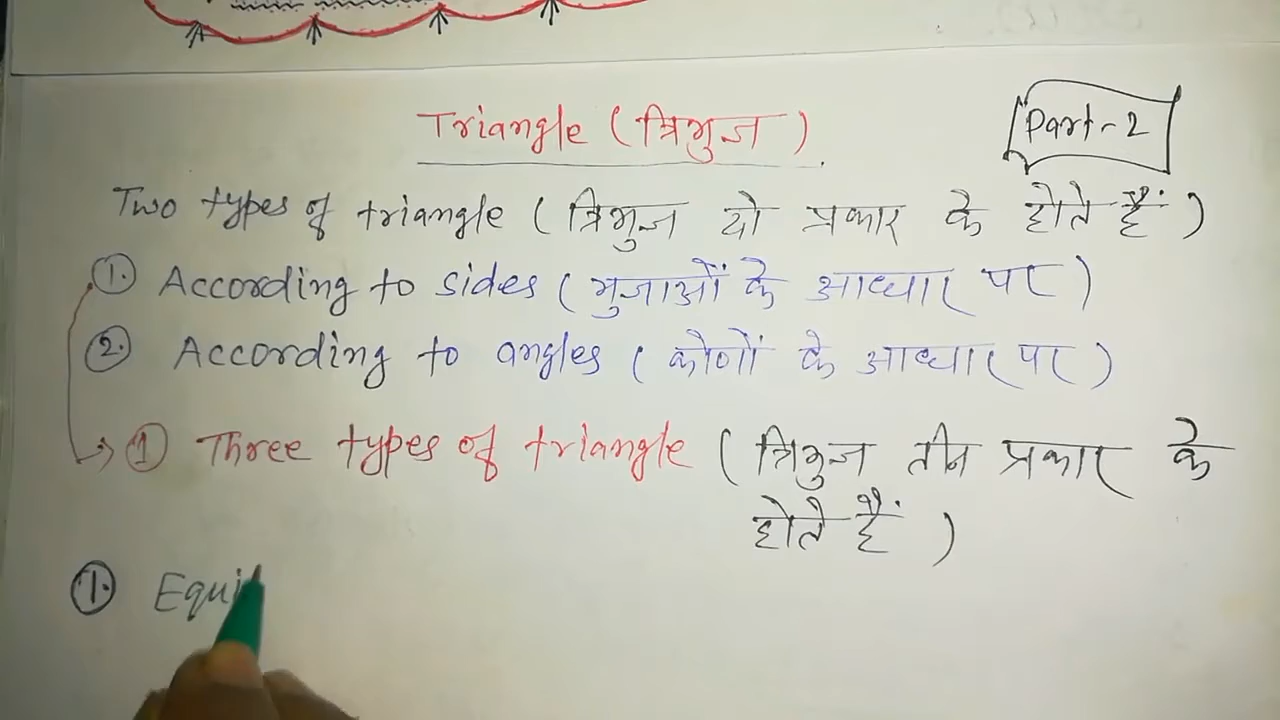 Triangle (त्रिभुज)
Part-2
Two types of triangle (त्रिभुज दो प्रकार के होते हैं)
1. According to sides (भुजाओं के आधार पर)
2. According to angles (कोणों के आधार पर)
1 Three types of triangle (त्रिभुज तीन प्रकार के
होते हैं)
1. Equi